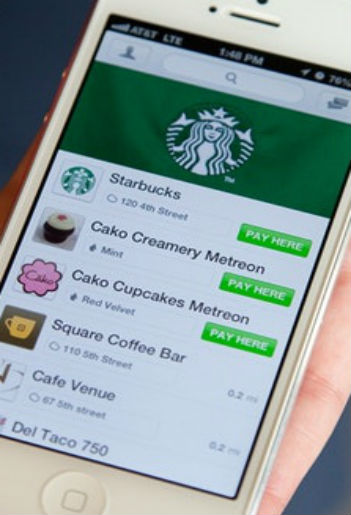 AT&T LTE 1:48 PM 76%
TM
Starbucks
120 4th Street
PAY HERE
Cako Creamery Metreon
Mint
PAY HERE
Cako
Cako Cupcakes Metreon
Red Velvet
PAY HERE
Square Coffee Bar
110 5th Street
Cafe Venue
67 5th street
0.2 mi
Del Taco 750
0.2 mi